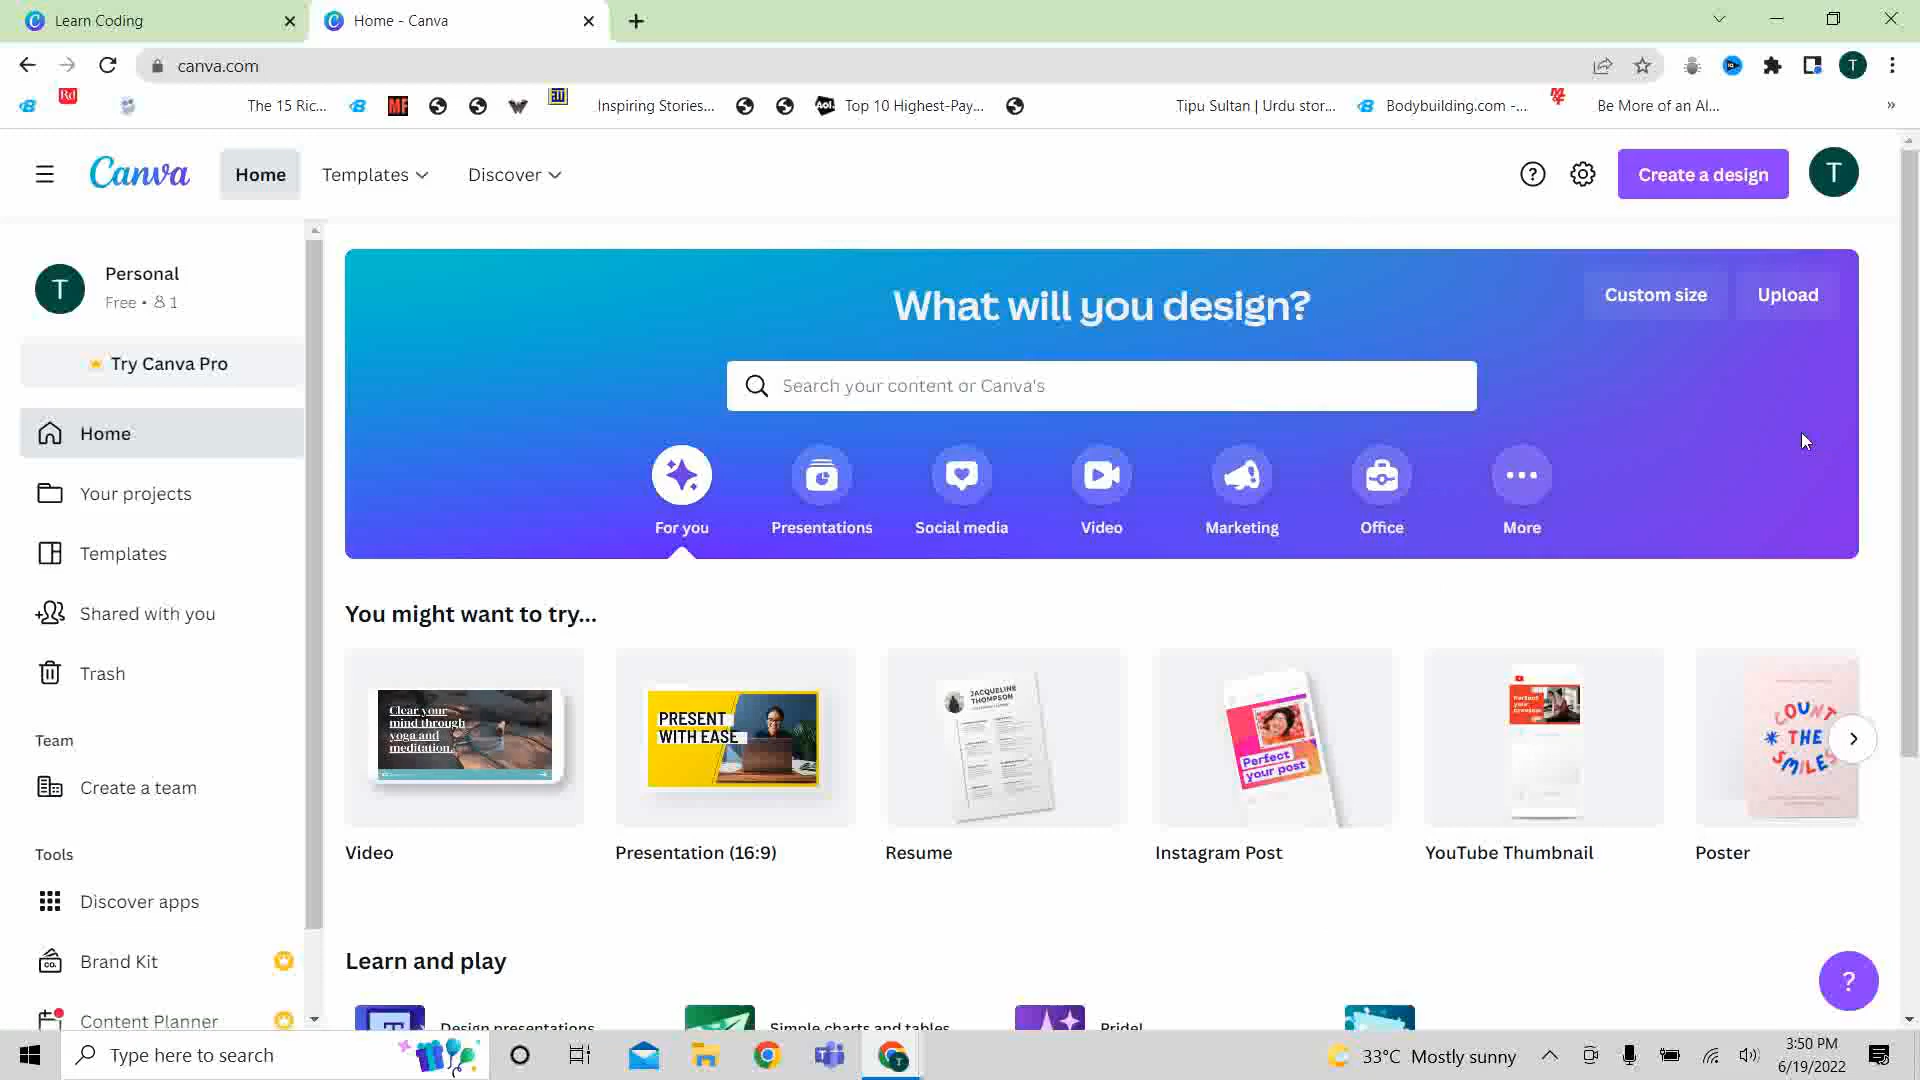 Learn Coding
Home - Canva
canva.com
Rd
The 15 Ric...
MF
Inspiring Stories...
Aol.
Top 10 Highest-Pay...
Tipu Sultan | Urdu stor...
Bodybuilding.com -...
Be More of an Al...
»
Canva
Home
Templates
Discover
Create a design
T
T
Personal
Free • 1
Try Canva Pro
Home
Your projects
Templates
Shared with you
Trash
Team
Create a team
Tools
Discover apps
Brand Kit
Content Planner
What will you design?
Custom size
Upload
Search your content or Canva's
For you
Presentations
Social media
Video
Marketing
Office
More
You might want to try...
Clear your
mind through
yoga and
meditation.
PRESENT
WITH EASE
JACQUELINE
THOMPSON
Perfect
your post
COUNT
THE
SMILES
Video
Presentation (16:9)
Resume
Instagram Post
YouTube Thumbnail
Poster
Learn and play
Design presentations
Simple charts and tables
Pride!
?
Type here to search
33°C Mostly sunny
3:50 PM
6/19/2022